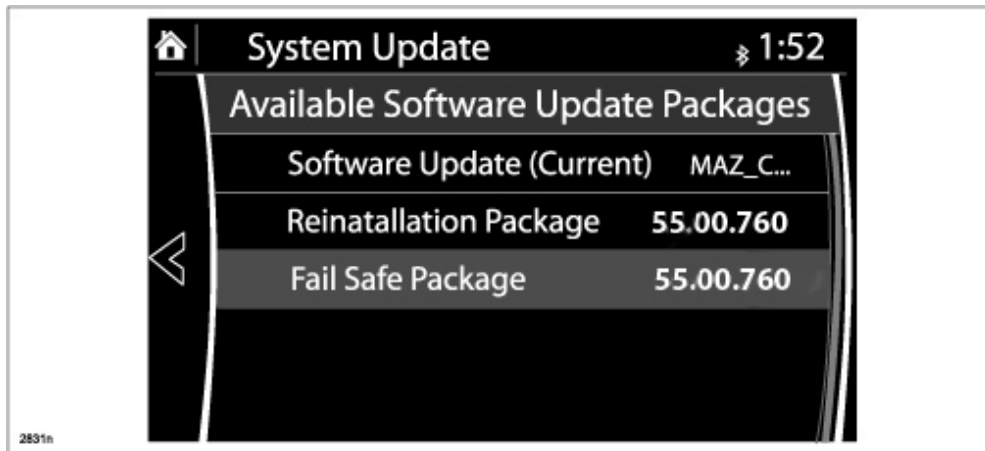 System Update 1:52
Available Software Update Packages
Software Update (Current) MAZ_C...
Reinatallation Package 55.00.760
Fail Safe Package 55.00.760
2831n